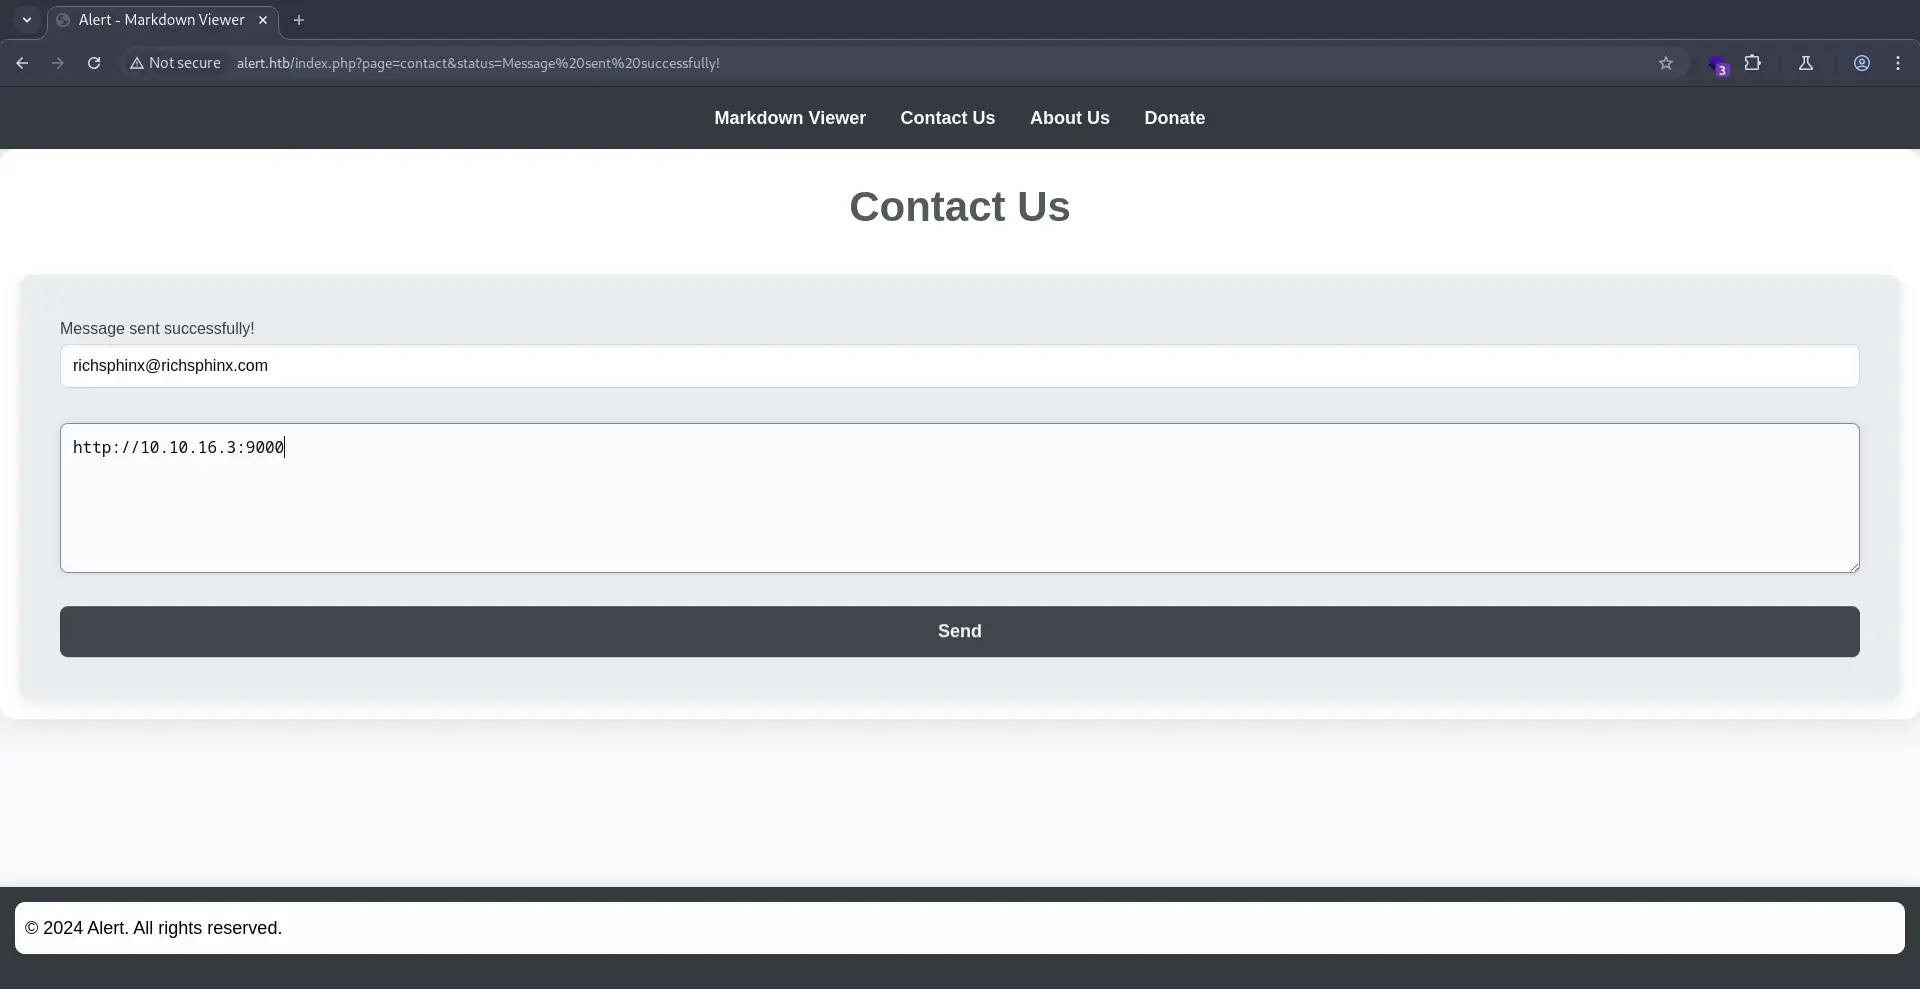 Alert - Markdown Viewer
Not secure alert.htb/index.php?page=contact&status=Message%20sent%20successfully!
3
Markdown Viewer Contact Us About Us Donate
Contact Us
Message sent successfully!
richsphinx@richsphinx.com
http://10.10.16.3:9000
Send
© 2024 Alert. All rights reserved.